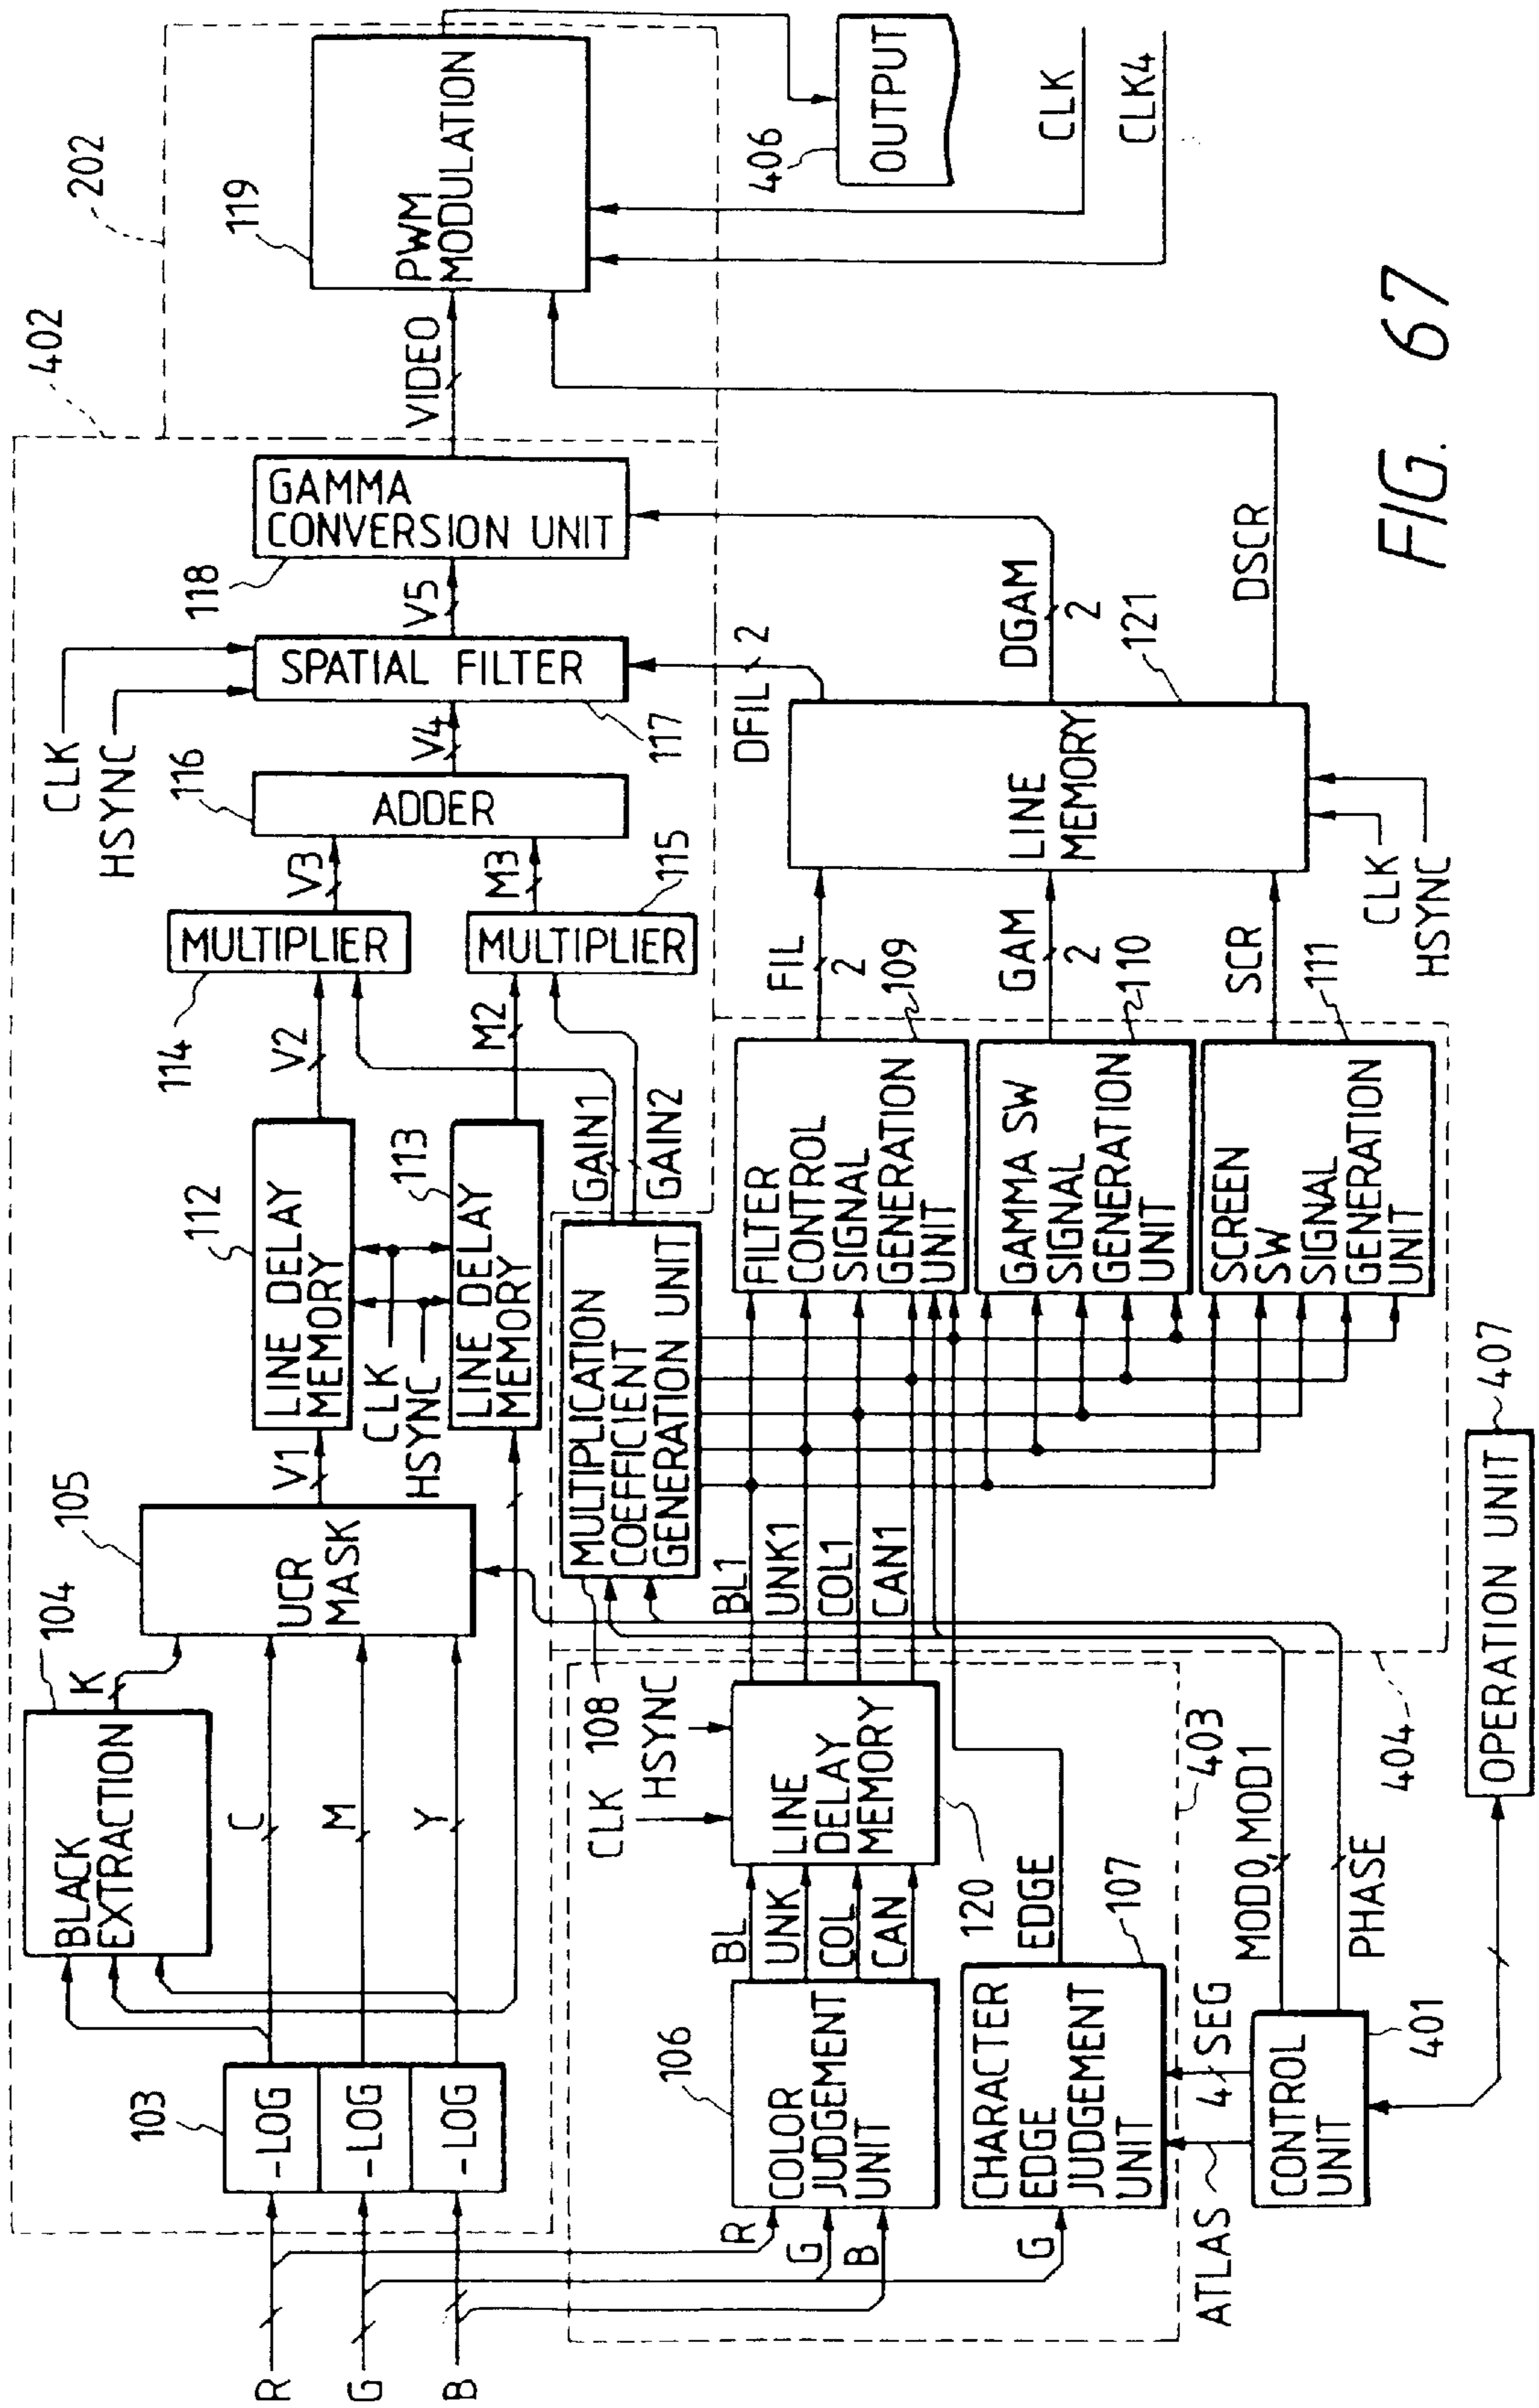 R
G
B
103
-LOG
-LOG
-LOG
BLACK
EXTRACTION
104
K
C
M
Y
105
UCR
MASK
V1
112
LINE DELAY
MEMORY
CLK
HSYNC
113
LINE DELAY
MEMORY
V2
M2
114
MULTIPLIER
MULTIPLIER
115
V3
M3
116
ADDER
CLK
HSYNC
V4
SPATIAL FILTER
117
V5
118
GAMMA
CONVERSION UNIT
402
VIDEO
202
119
PWM
MODULATION
406
OUTPUT
CLK
CLK4
108
MULTIPLICATION
COEFFICIENT
GENERATION UNIT
GAIN1
GAIN2
R
G
B
106
COLOR
JUDGEMENT
UNIT
BL
UNK
COL
CAN
CLK
HSYNC
LINE
DELAY
MEMORY
120
BL1
UNK1
COL1
CAN1
G
CHARACTER
EDGE
JUDGEMENT
UNIT
107
EDGE
403
FILTER
CONTROL
SIGNAL
GENERATION
UNIT
109
FIL
2
GAMMA SW
SIGNAL
GENERATION
UNIT
110
GAM
2
SCREEN
SW
SIGNAL
GENERATION
UNIT
111
SCR
LINE
MEMORY
121
CLK
HSYNC
DFIL
2
DGAM
2
DSCR
ATLAS
4
SEG
CONTROL
UNIT
401
MOD0,MOD1
PHASE
404
OPERATION UNIT
407
FIG. 67